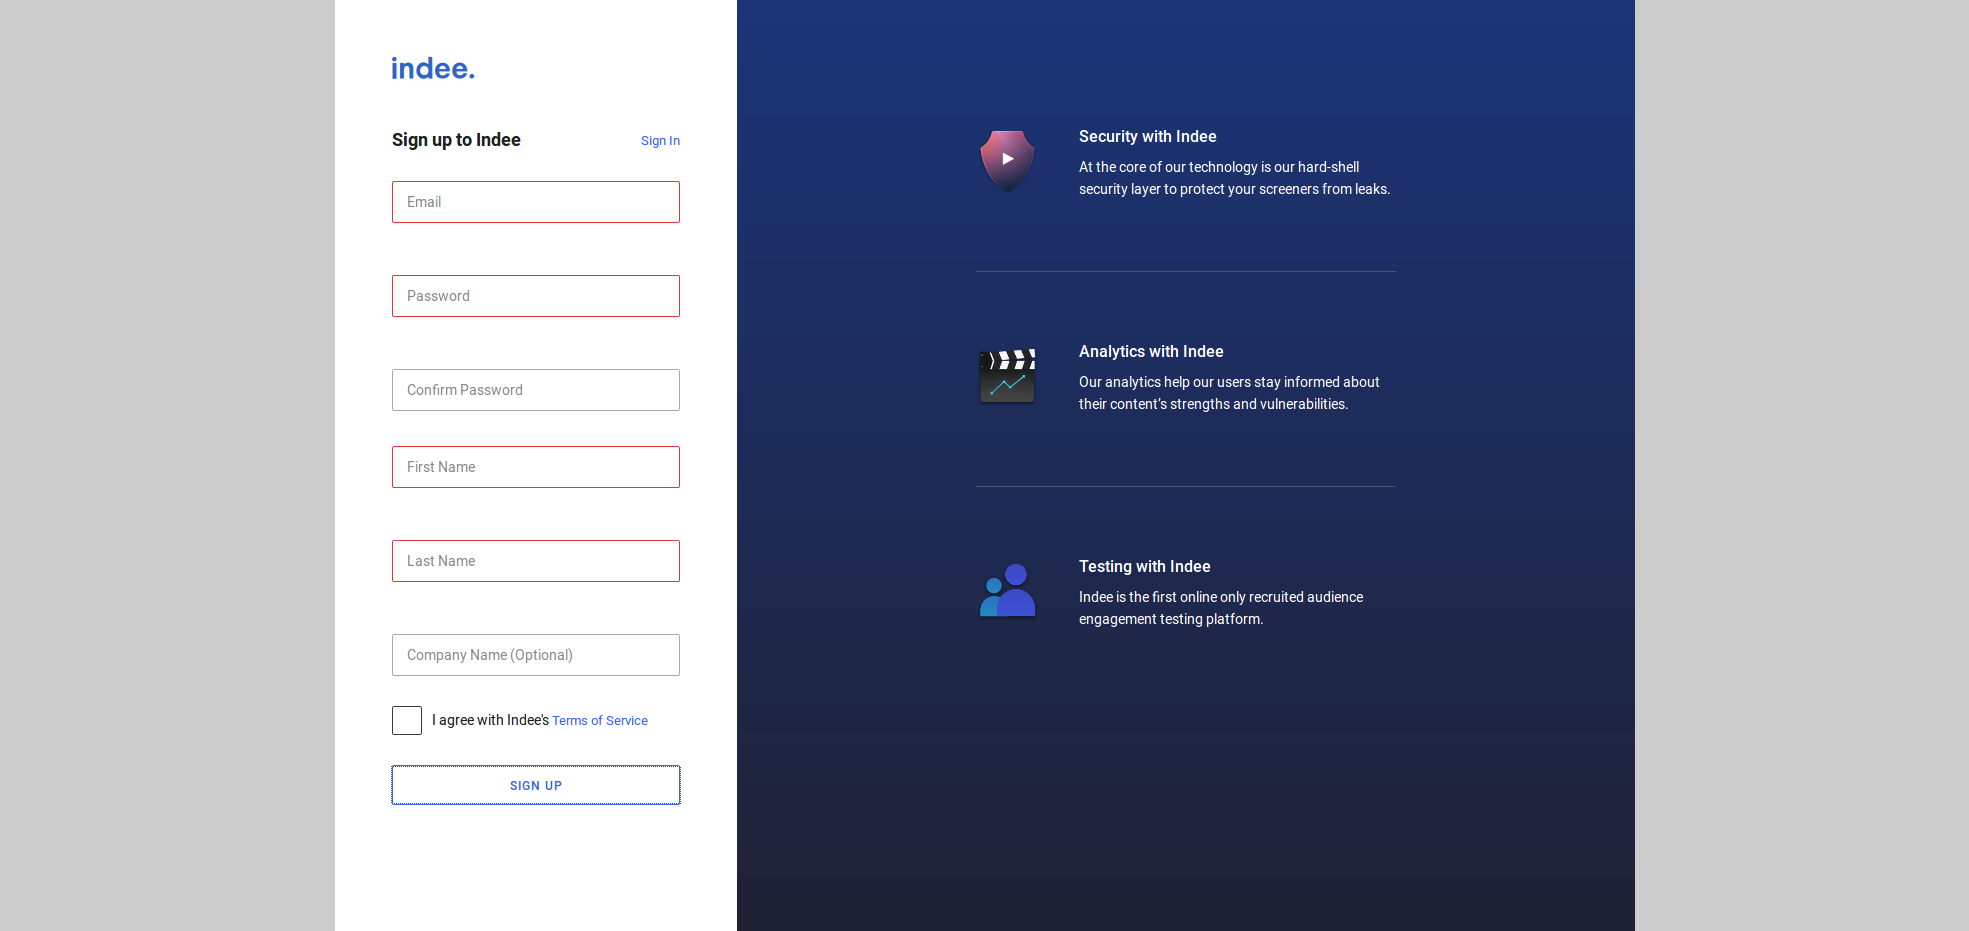 indee.
Sign up to Indee
Sign In
Email
Password
Confirm Password
First Name
Last Name
Company Name (Optional)
I agree with Indee's Terms of Service
SIGN UP
Security with Indee
At the core of our technology is our hard-shell
security layer to protect your screeners from leaks.
Analytics with Indee
Our analytics help our users stay informed about
their content's strengths and vulnerabilities.
Testing with Indee
Indee is the first online only recruited audience
engagement testing platform.